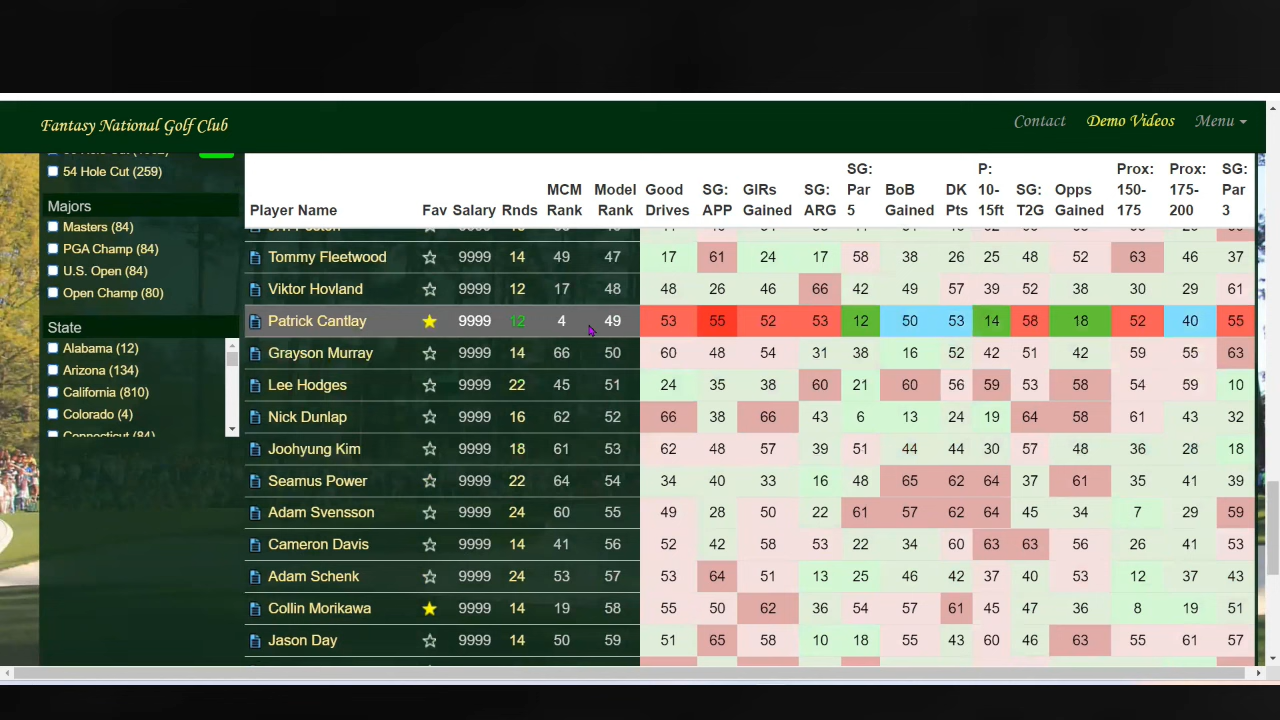 Fantasy National Golf Club
Contact Demo Videos Menu
54 Hole Cut (259)
Majors
Masters (84)
PGA Champ (84)
U.S. Open (84)
Open Champ (80)
State
Alabama (12)
Arizona (134)
California (810)
Colorado (4)
Connecticut (84)
Player Name Fav Salary Rnds MCM Rank Model Rank Good Drives SG: APP GIRs Gained SG: ARG SG: Par 5 BoB Gained DK Pts P: 10-15ft SG: T2G Opps Gained Prox: 150-175 Prox: 175-200 SG: Par 3
Tommy Fleetwood 9999 14 49 47 17 61 24 17 58 38 26 25 48 52 63 46 37
Viktor Hovland 9999 12 17 48 48 26 46 66 42 49 57 39 52 38 30 29 61
Patrick Cantlay 9999 12 4 49 53 55 52 53 12 50 53 14 58 18 52 40 55
Grayson Murray 9999 14 66 50 60 48 54 31 38 16 52 42 51 42 59 55 63
Lee Hodges 9999 22 45 51 24 35 38 60 21 60 56 59 53 58 54 59 10
Nick Dunlap 9999 16 62 52 66 38 66 43 6 13 24 19 64 58 61 43 32
Joohyung Kim 9999 18 61 53 62 48 57 39 51 44 44 30 57 48 36 28 18
Seamus Power 9999 22 64 54 34 40 33 16 48 65 62 64 37 61 35 41 39
Adam Svensson 9999 24 60 55 49 28 50 22 61 57 62 64 45 34 7 29 59
Cameron Davis 9999 14 41 56 52 42 58 53 22 34 60 63 63 56 26 41 53
Adam Schenk 9999 24 53 57 53 64 51 13 25 46 42 37 40 53 12 37 43
Collin Morikawa 9999 14 19 58 55 50 62 36 54 57 61 45 47 36 8 19 51
Jason Day 9999 14 50 59 51 65 58 10 18 55 43 60 46 63 55 61 57